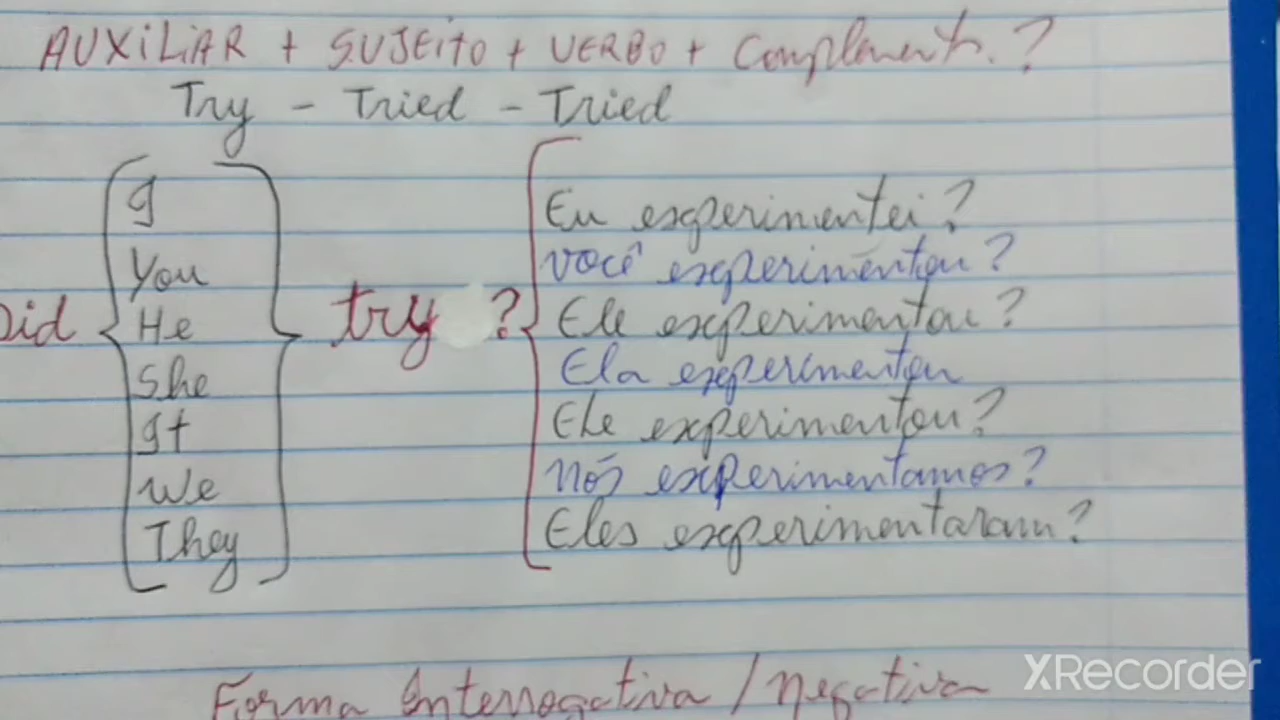 AUXILIAR + SUJEITO + VERBO + Complement. ?
Try - Tried - Tried
I
You
Did He try ?
She
It
We
They
Eu experimentei?
Você experimentou?
Ele experimentou?
Ela experimentou
Ele experimentou?
Nós experimentamos?
Eles experimentaram?
Forma Interrogativa / Negativa
XRecorder